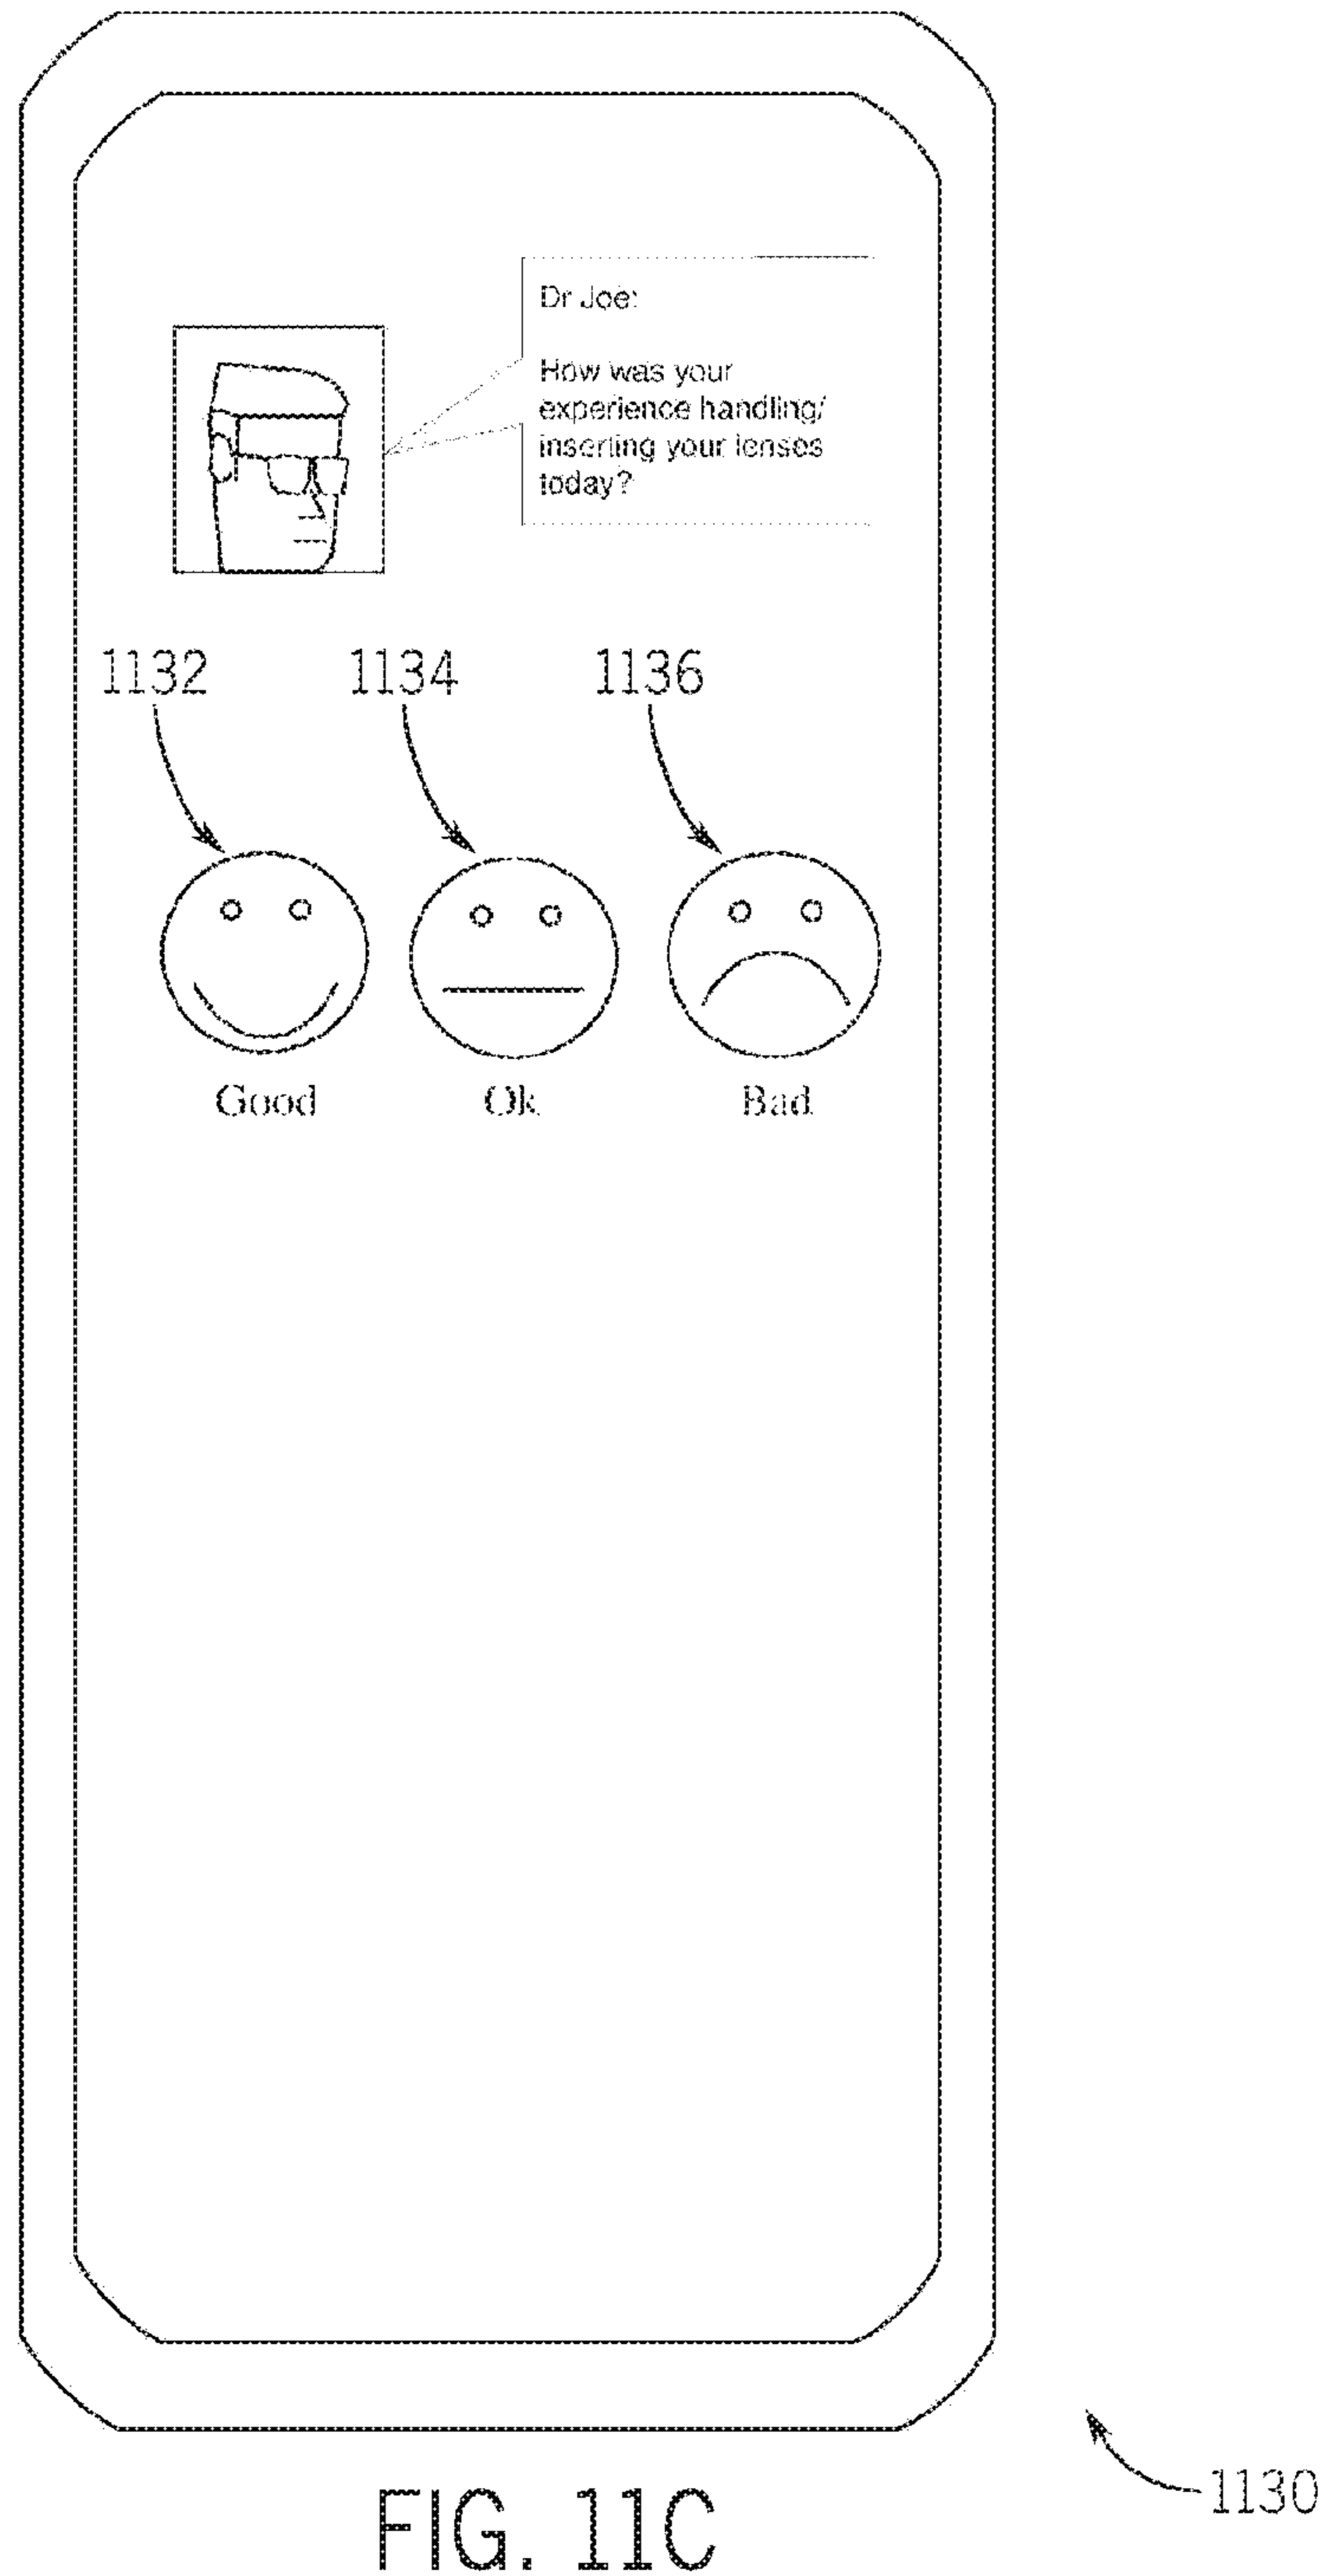 Dr Joe:
How was your
experience handling/
inserting your lenses
today?
1132 1134 1136
Good Ok Bad
1130
FIG. 11C